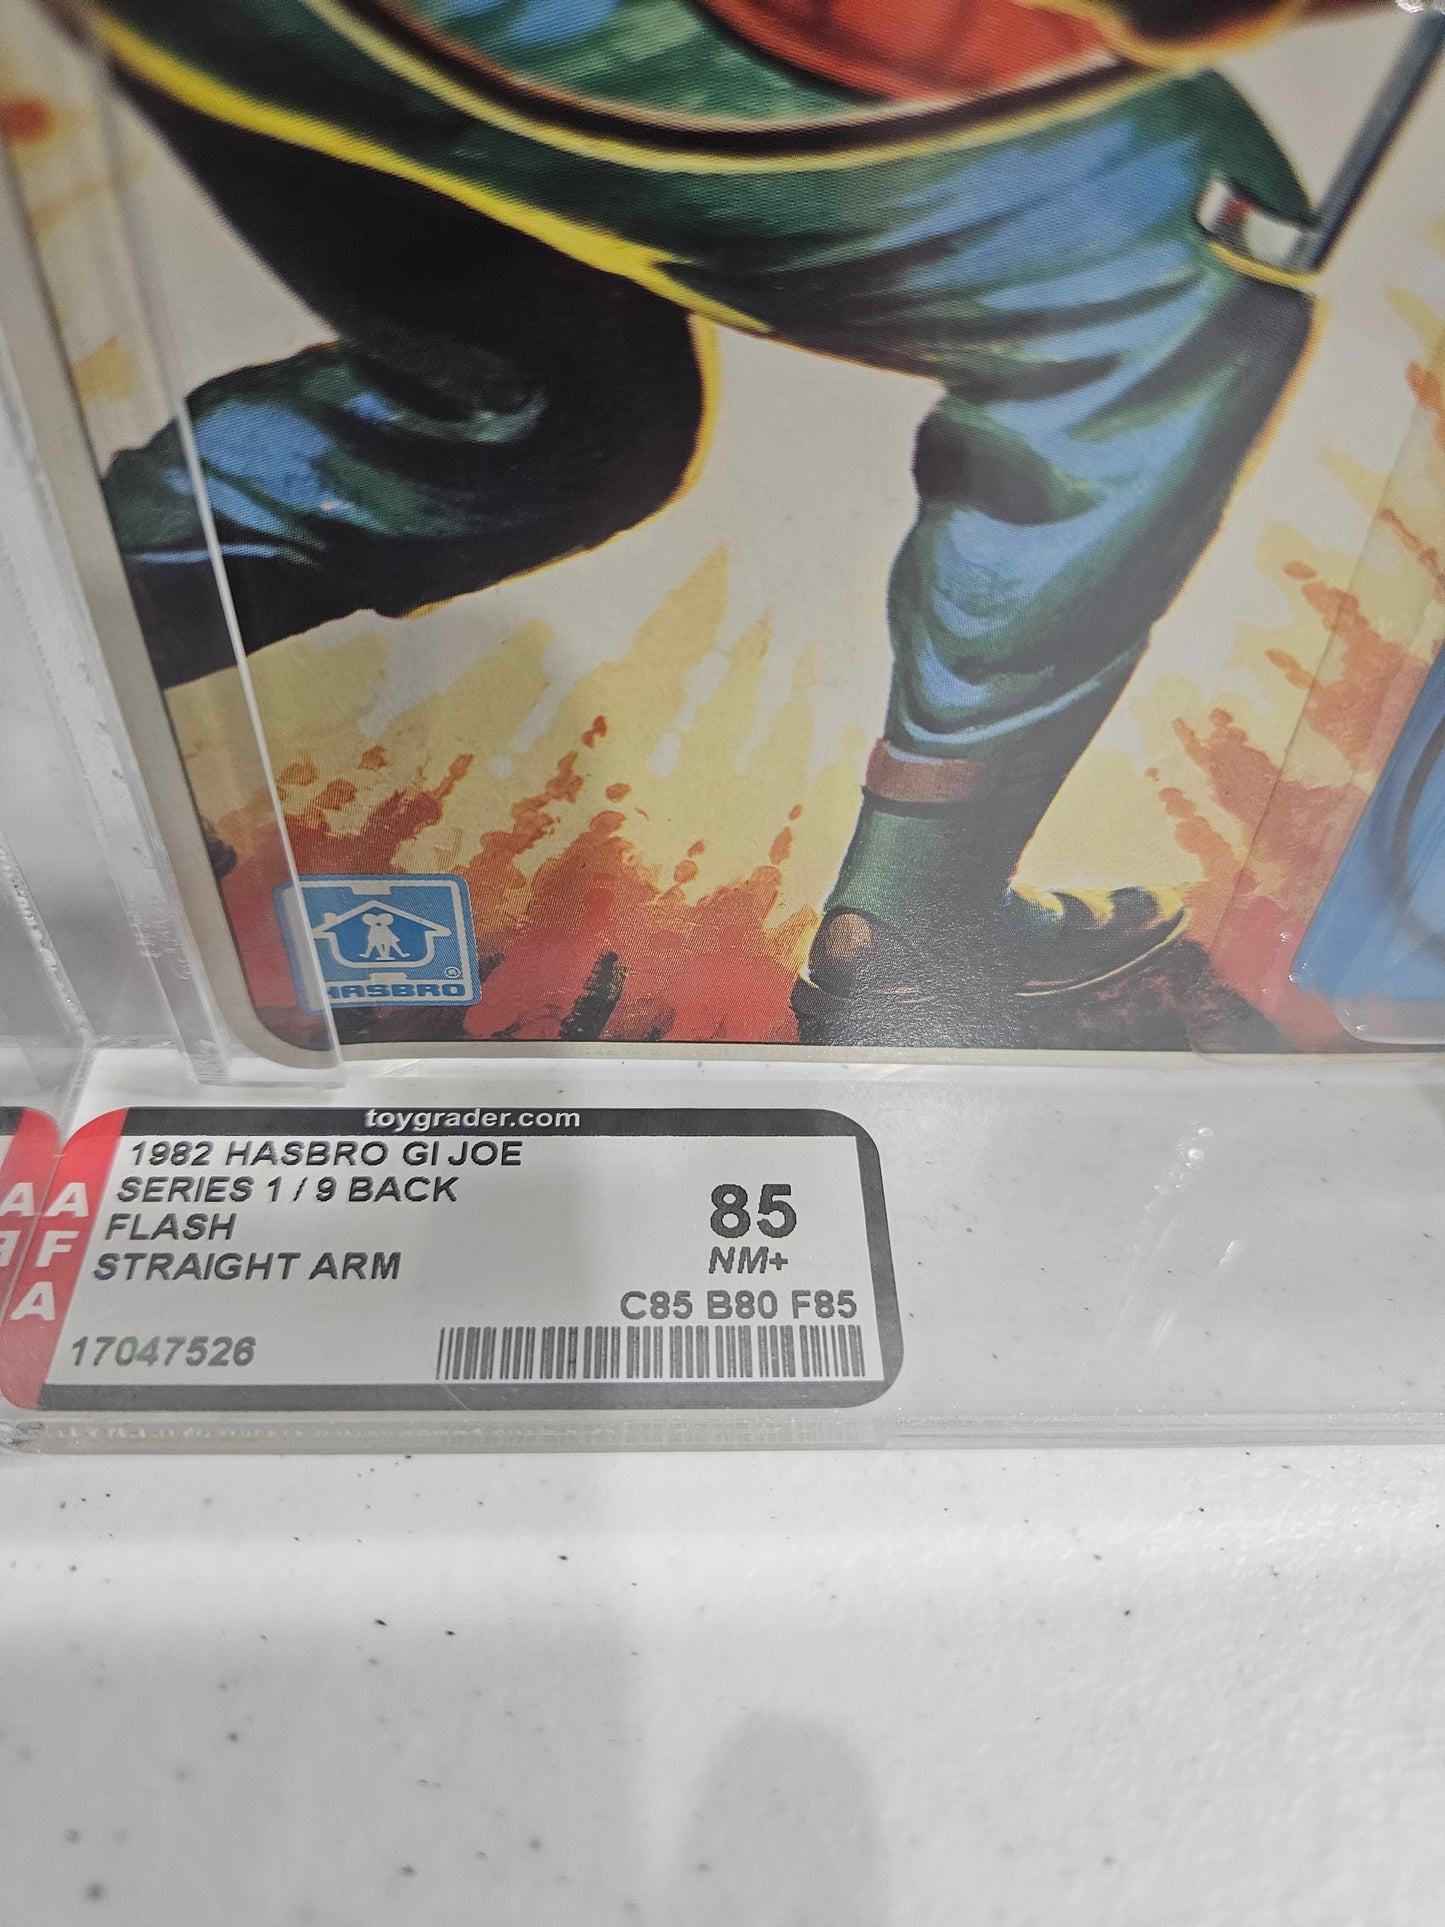 HASBRO
®
toygrader.com
1982 HASBRO GI JOE
SERIES 1 / 9 BACK
FLASH
STRAIGHT ARM
AFA
85
NM+
C85 B80 F85
17047526